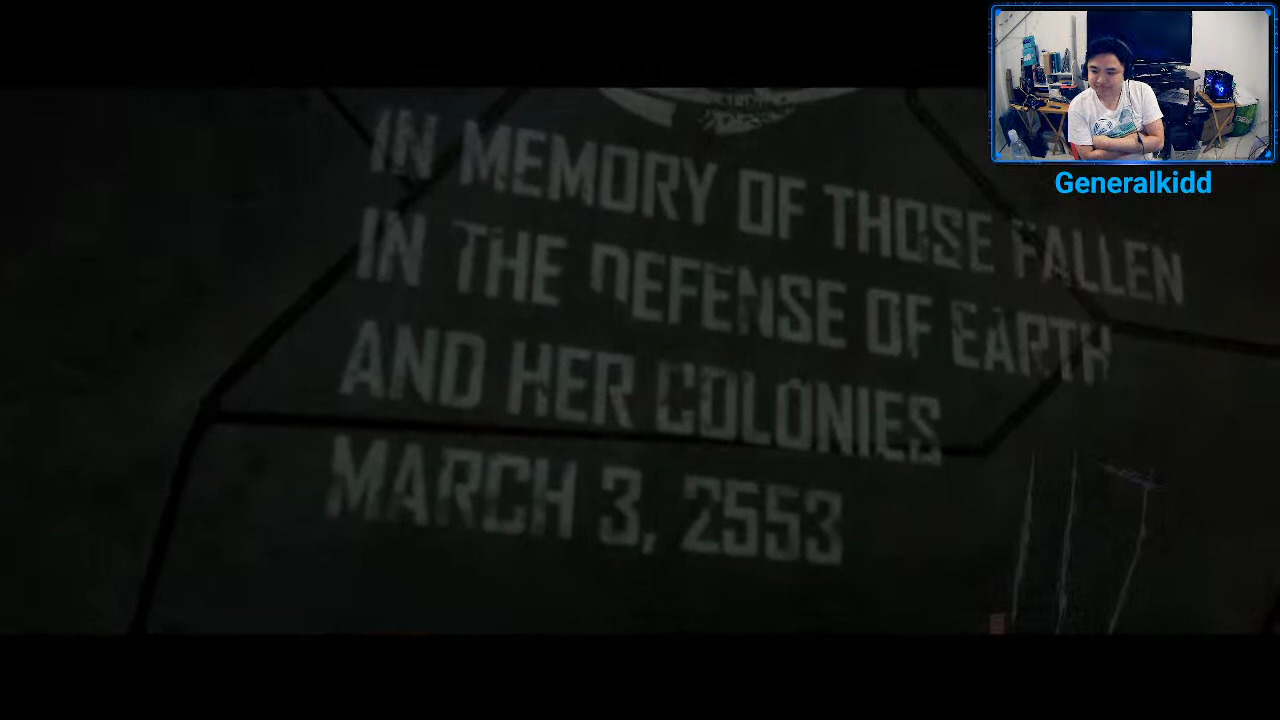 IN MEMORY OF THOSE FALLEN
IN THE DEFENSE OF EARTH
AND HER COLONIES
MARCH 3, 2553
Generalkidd